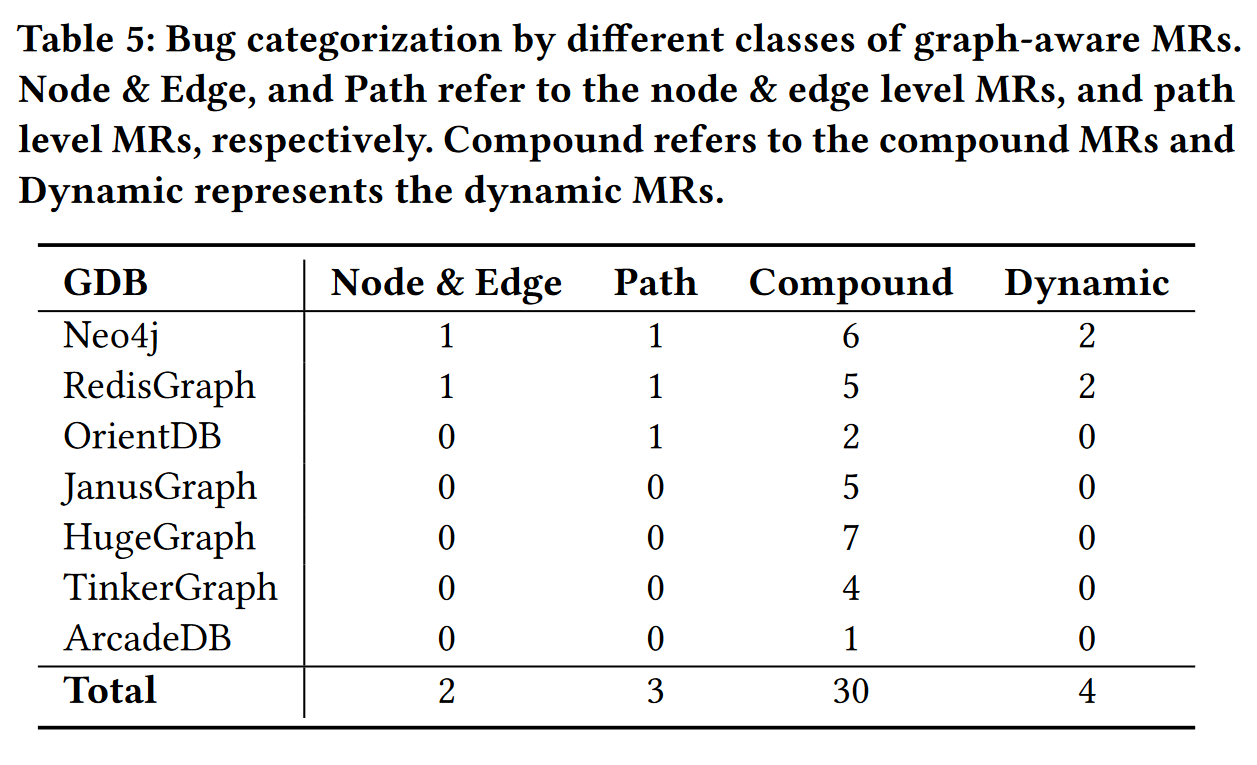 Table 5: Bug categorization by different classes of graph-aware MRs.
Node & Edge, and Path refer to the node & edge level MRs, and path
level MRs, respectively. Compound refers to the compound MRs and
Dynamic represents the dynamic MRs.
GDB Node & Edge Path Compound Dynamic
Neo4j 1 1 6 2
RedisGraph 1 1 5 2
OrientDB 0 1 2 0
JanusGraph 0 0 5 0
HugeGraph 0 0 7 0
TinkerGraph 0 0 4 0
ArcadeDB 0 0 1 0
Total 2 3 30 4